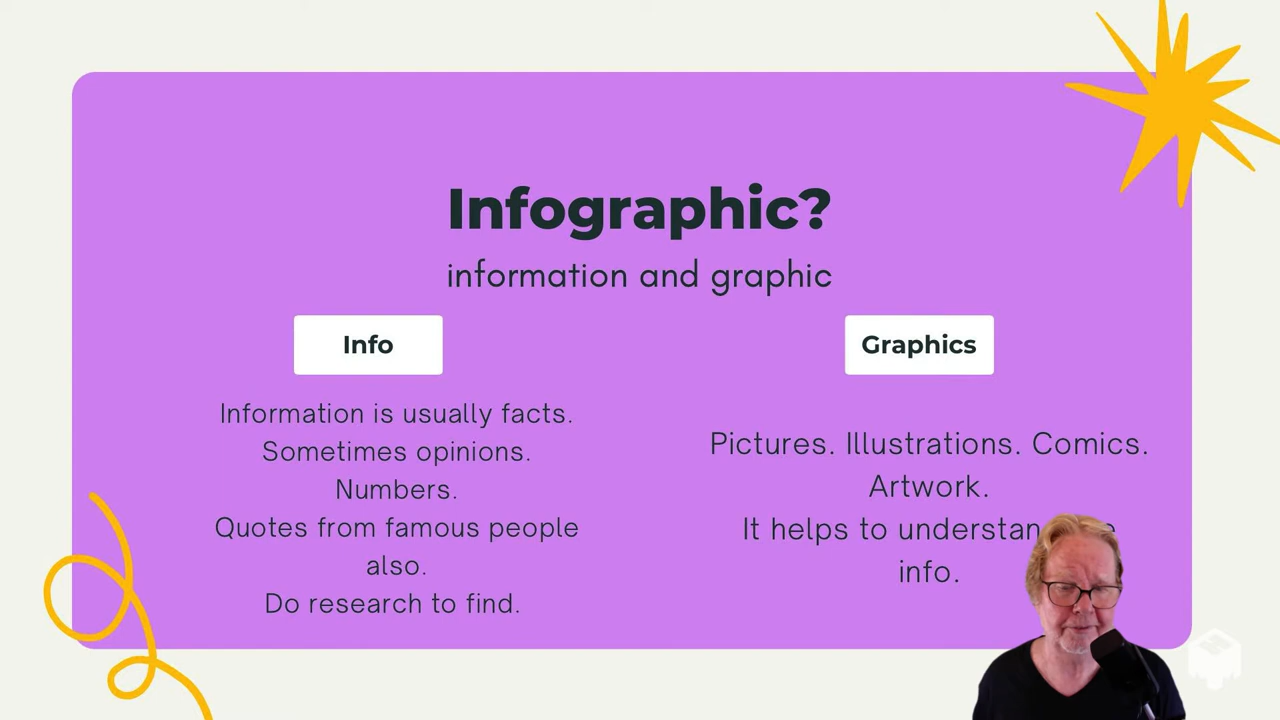 Infographic?
information and graphic
Info
Information is usually facts.
Sometimes opinions.
Numbers.
Quotes from famous people
also.
Do research to find.
Graphics
Pictures. Illustrations. Comics.
Artwork.
It helps to
info.